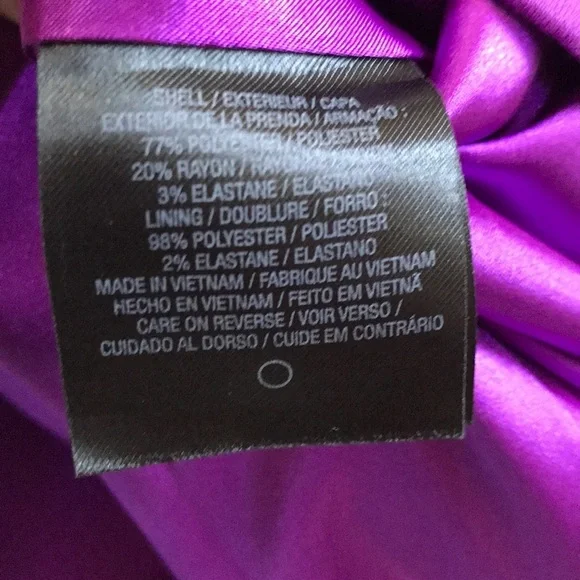 SHELL / EXTERIEUR / CAPA
EXTERIOR DE LA PRENDA / ARMAÇÃO :
77% POLYESTER / POLIESTER
20% RAYON / RAYONNE
3% ELASTANE / ELASTANO
LINING / DOUBLURE / FORRO :
98% POLYESTER / POLIESTER
2% ELASTANE / ELASTANO
MADE IN VIETNAM / FABRIQUE AU VIETNAM
HECHO EN VIETNAM / FEITO EM VIETNÃ
CARE ON REVERSE / VOIR VERSO /
CUIDADO AL DORSO / CUIDE EM CONTRÁRIO